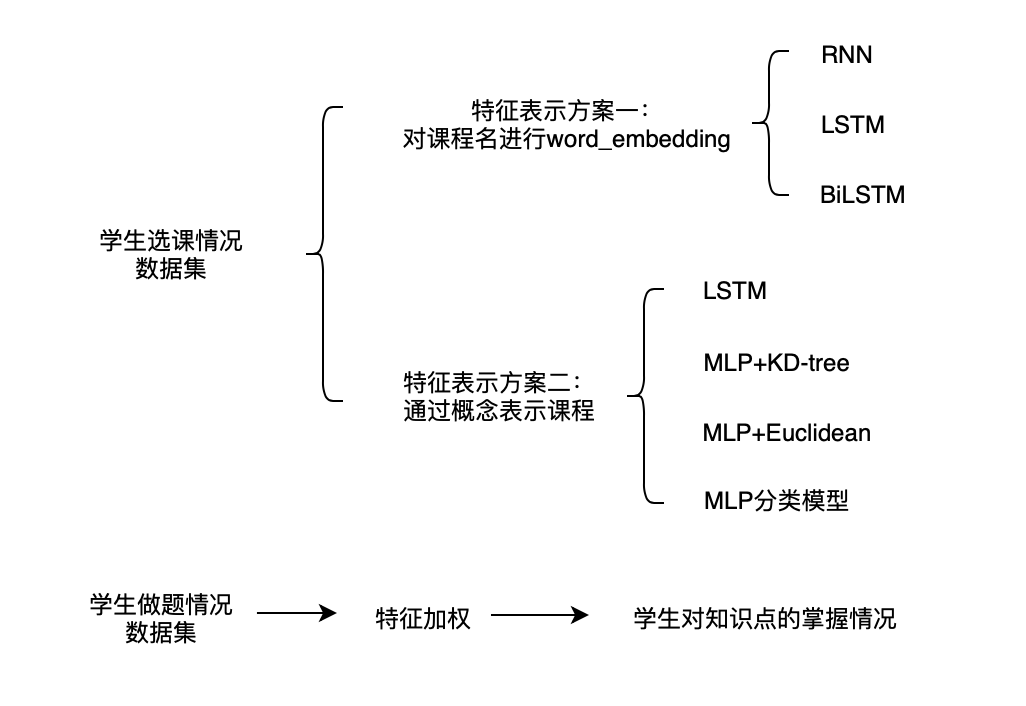 学生选课情况
数据集
特征表示方案一：
对课程名进行word_embedding
RNN
LSTM
BiLSTM
特征表示方案二：
通过概念表示课程
LSTM
MLP+KD-tree
MLP+Euclidean
MLP分类模型
学生做题情况
数据集
特征加权
学生对知识点的掌握情况